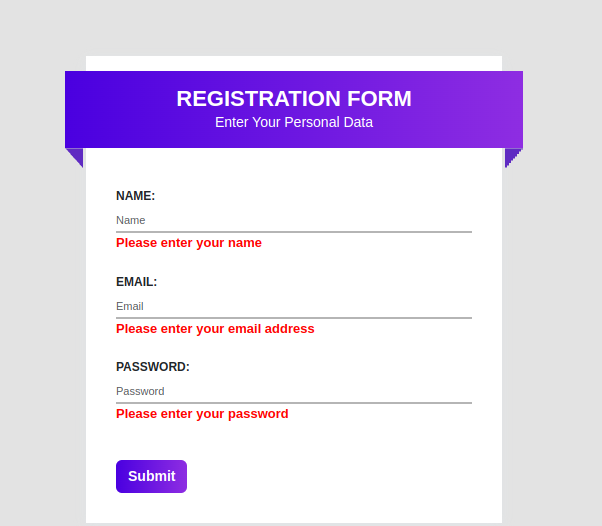 REGISTRATION FORM
Enter Your Personal Data
NAME:
Name
Please enter your name
EMAIL:
Email
Please enter your email address
PASSWORD:
Password
Please enter your password
Submit